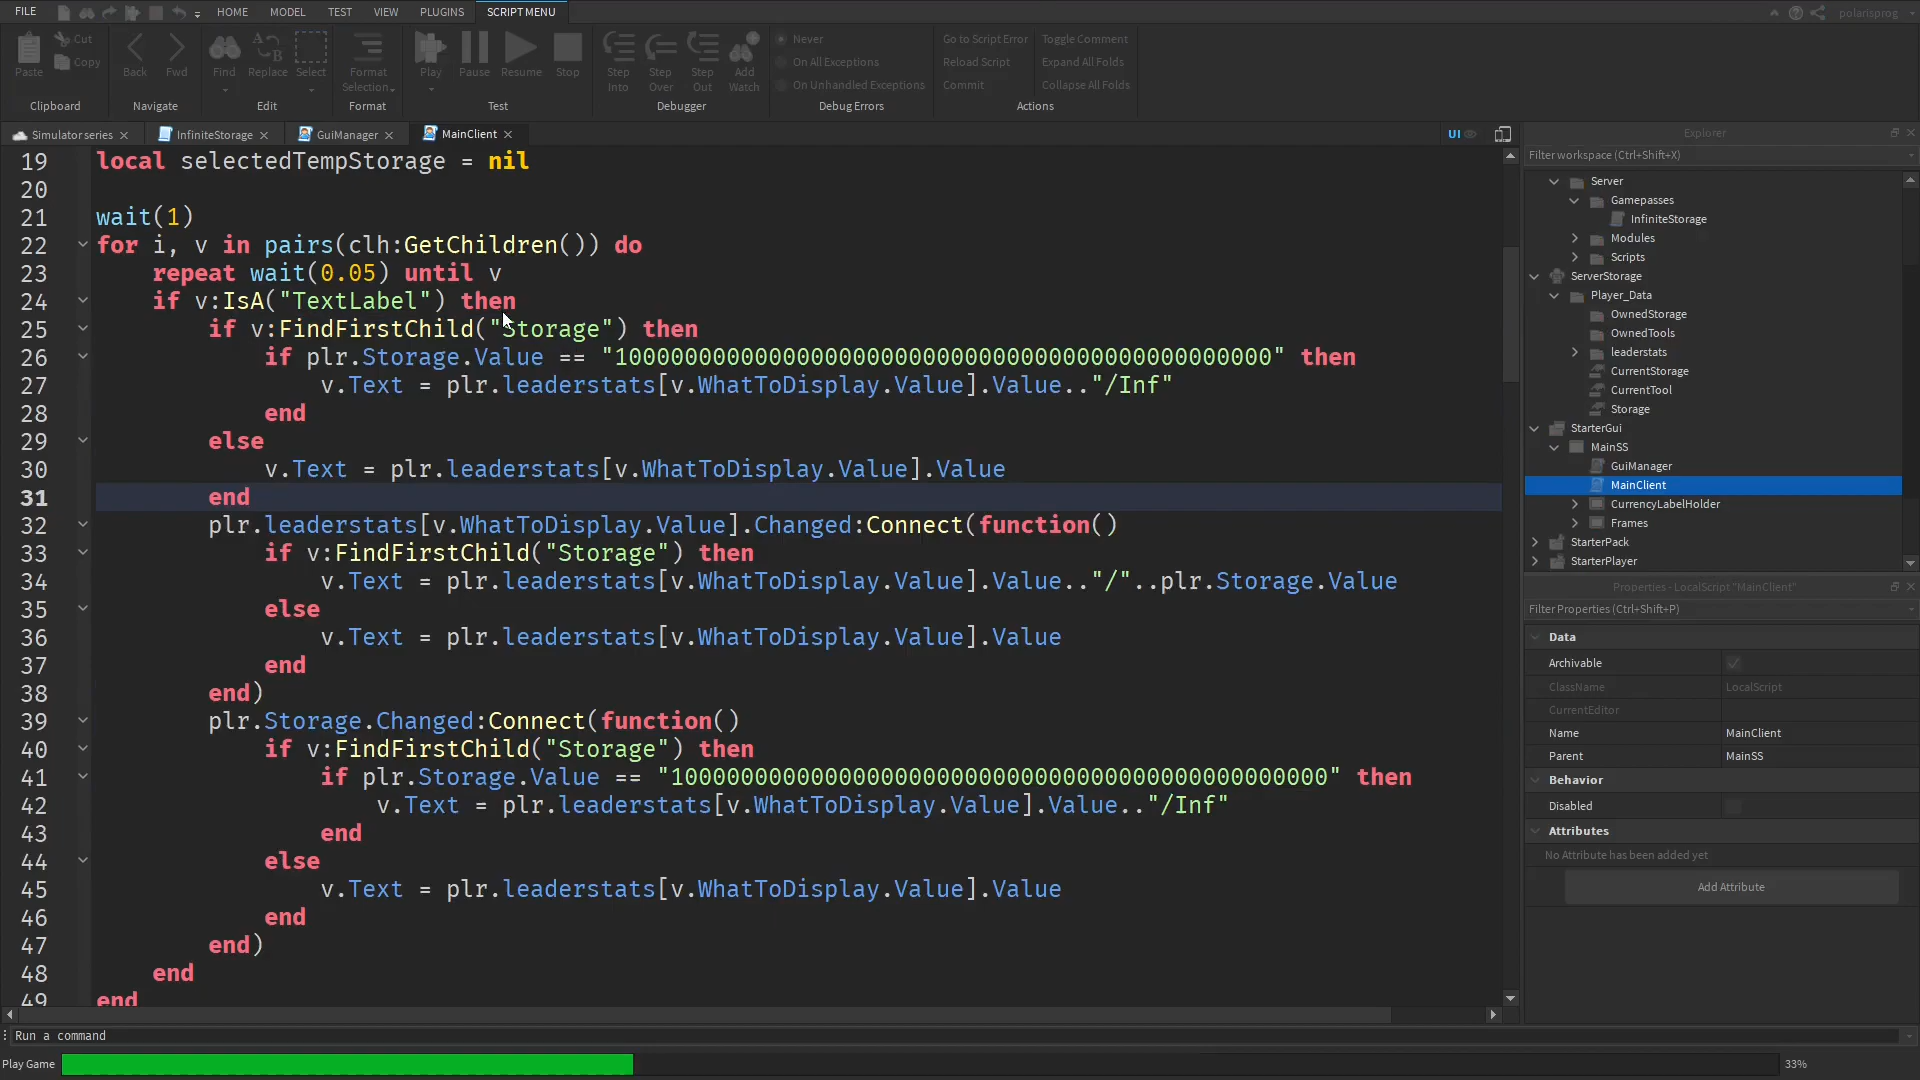 FILE HOME MODEL TEST VIEW PLUGINS SCRIPT MENU polarisprog
Paste Cut Copy Clipboard
Back Fwd Navigate
Find Replace Select Edit
Format Selection Format
Play Pause Resume Stop Test
Step Into Step Over Step Out Add Watch Debugger
Never
On All Exceptions
On Unhandled Exceptions
Debug Errors
Go to Script Error Toggle Comment
Reload Script Expand All Folds
Commit Collapse All Folds
Actions
Simulator series InfiniteStorage GuiManager MainClient UI
19 local selectedTempStorage = nil
20
21 wait(1)
22 for i, v in pairs(clh:GetChildren()) do
23 repeat wait(0.05) until v
24 if v:IsA("TextLabel") then
25 if v:FindFirstChild("Storage") then
26 if plr.Storage.Value == "10000000000000000000000000000000000000000000000" then
27 v.Text = plr.leaderstats[v.WhatToDisplay.Value].Value.."/Inf"
28 end
29 else
30 v.Text = plr.leaderstats[v.WhatToDisplay.Value].Value
31 end
32 plr.leaderstats[v.WhatToDisplay.Value].Changed:Connect(function()
33 if v:FindFirstChild("Storage") then
34 v.Text = plr.leaderstats[v.WhatToDisplay.Value].Value.."/"..plr.Storage.Value
35 else
36 v.Text = plr.leaderstats[v.WhatToDisplay.Value].Value
37 end
38 end)
39 plr.Storage.Changed:Connect(function()
40 if v:FindFirstChild("Storage") then
41 if plr.Storage.Value == "10000000000000000000000000000000000000000000000" then
42 v.Text = plr.leaderstats[v.WhatToDisplay.Value].Value.."/Inf"
43 end
44 else
45 v.Text = plr.leaderstats[v.WhatToDisplay.Value].Value
46 end
47 end)
48 end
49 end
Explorer
Filter workspace (Ctrl+Shift+X)
Server
Gamepasses
InfiniteStorage
Modules
Scripts
ServerStorage
Player_Data
OwnedStorage
OwnedTools
leaderstats
CurrentStorage
CurrentTool
Storage
StarterGui
MainSS
GuiManager
MainClient
CurrencyLabelHolder
Frames
StarterPack
StarterPlayer
Properties - LocalScript "MainClient"
Filter Properties (Ctrl+Shift+P)
Data
Archivable
ClassName LocalScript
CurrentEditor
Name MainClient
Parent MainSS
Behavior
Disabled
Attributes
No Attribute has been added yet
Add Attribute
Run a command
Play Game 33%